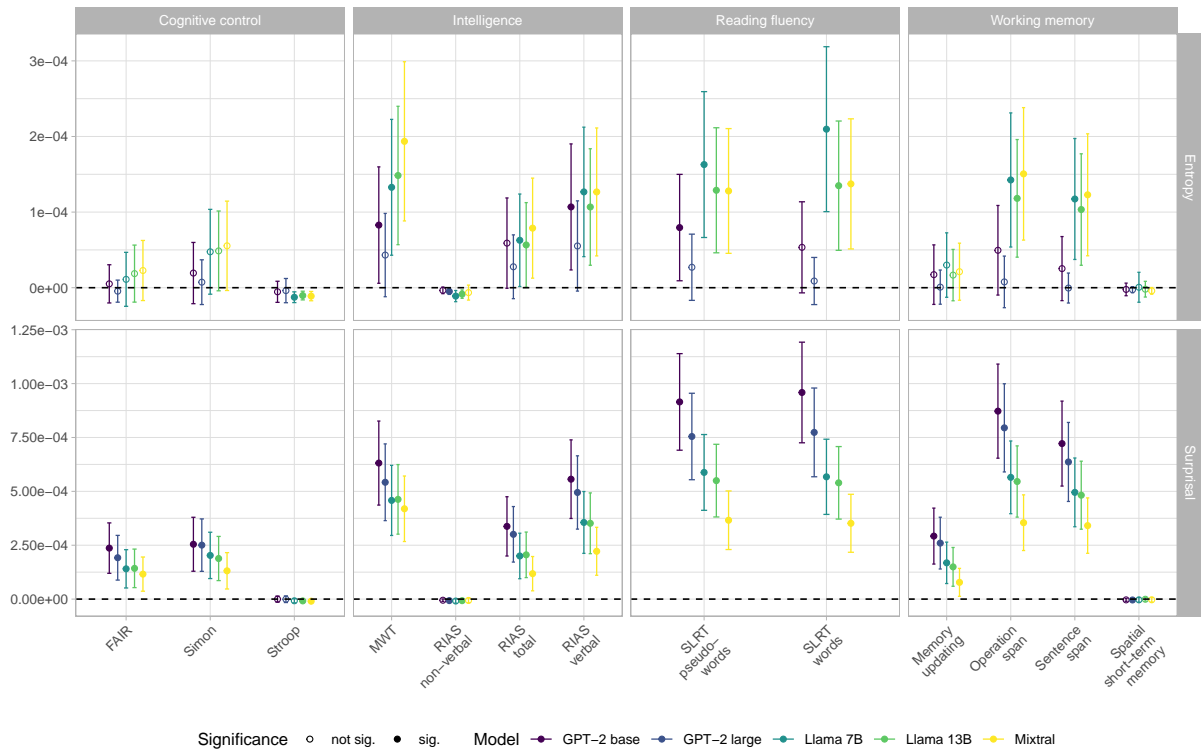 Cognitive control
Intelligence
Reading fluency
Working memory
3e−04
2e−04
1e−04
0e+00
Entropy
1.25e−03
1.00e−03
7.50e−04
5.00e−04
2.50e−04
0.00e+00
Surprisal
FAIR
Simon
Stroop
MWT
RIAS
non−verbal
RIAS
total
RIAS
verbal
SLRT
pseudo−
words
SLRT
words
Memory
updating
Operation
span
Sentence
span
Spatial
short−term
memory
Significance not sig. sig. Model GPT−2 base GPT−2 large Llama 7B Llama 13B Mixtral